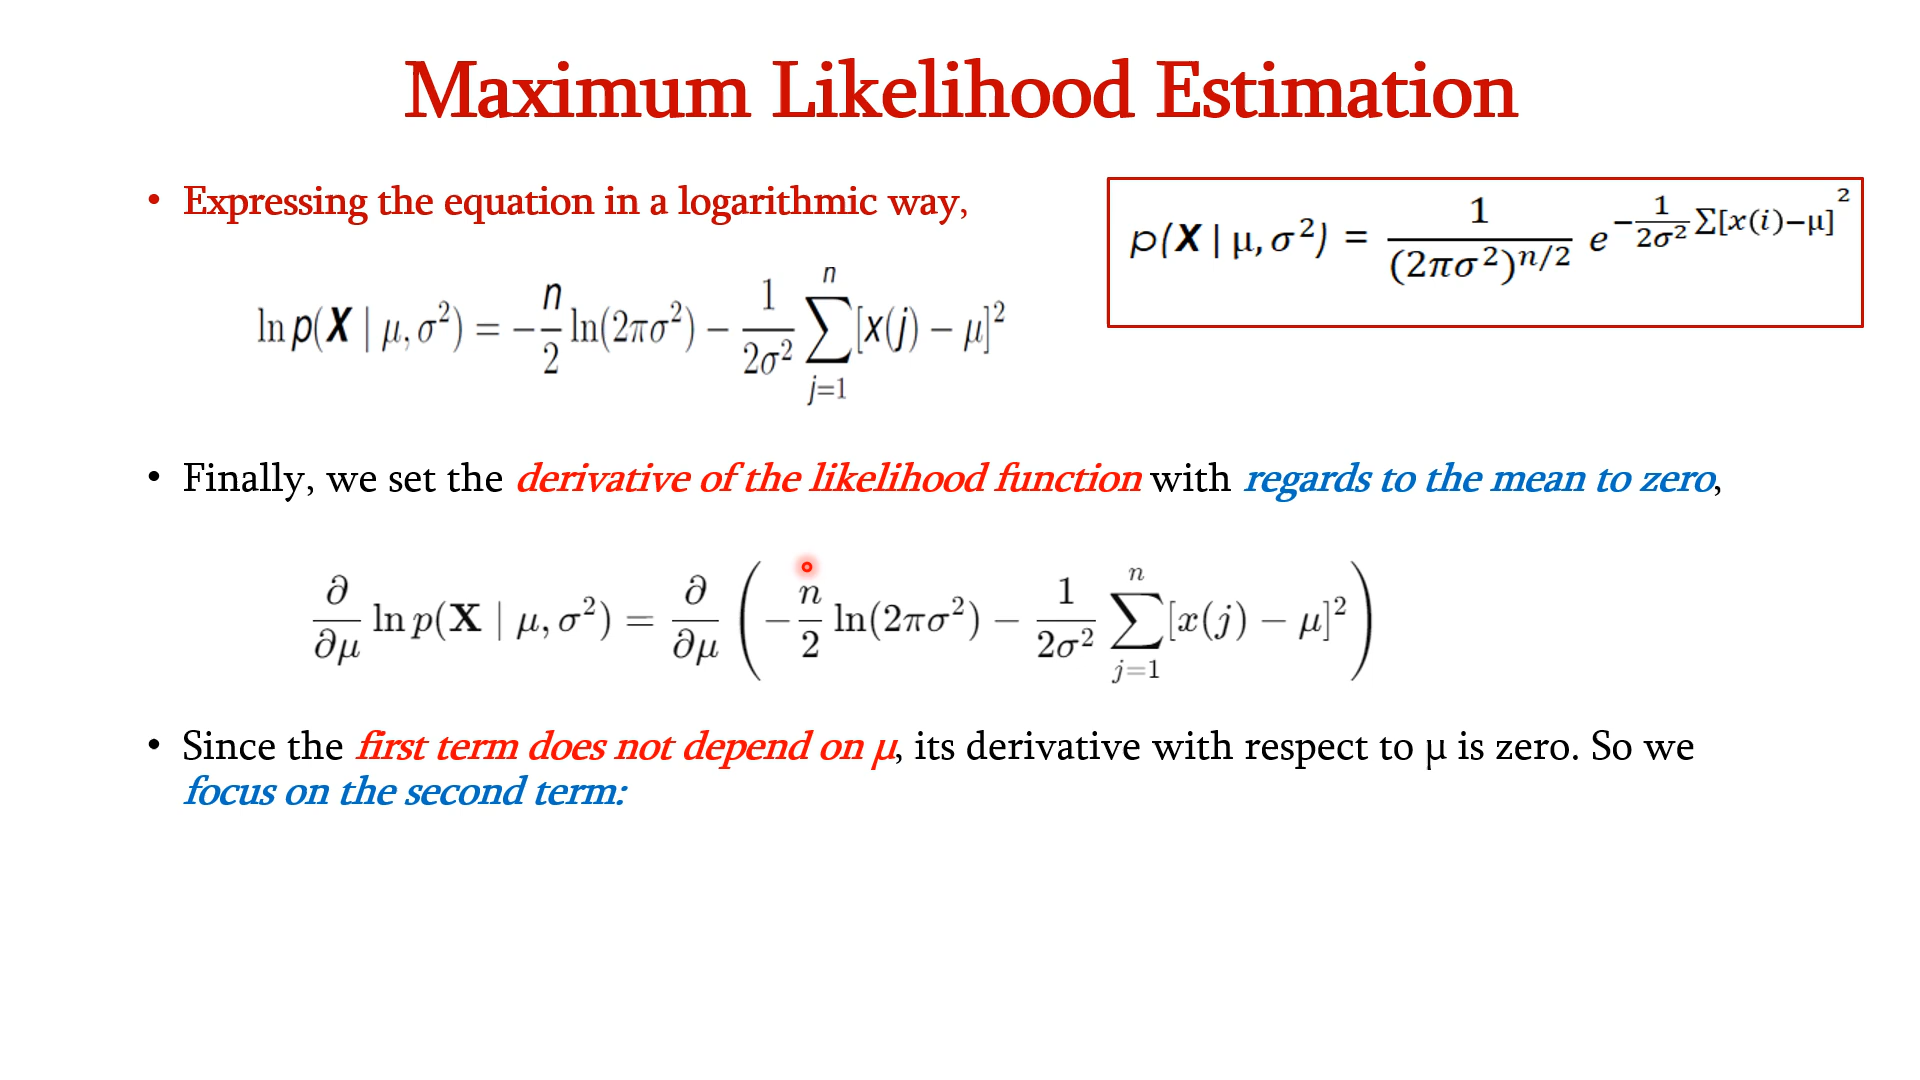 Maximum Likelihood Estimation
• Expressing the equation in a logarithmic way,
p(X | μ, σ²) = 1/(2πσ²)^{n/2} e^{−1/(2σ²) Σ[x(i)−μ]²}
ln p(X | μ, σ²) = −n/2 ln(2πσ²) − 1/(2σ²) ∑_{j=1}^{n} [x(j) − μ]²
• Finally, we set the derivative of the likelihood function with regards to the mean to zero,
∂/∂μ ln p(X | μ, σ²) = ∂/∂μ (−n/2 ln(2πσ²) − 1/(2σ²) ∑_{j=1}^{n} [x(j) − μ]²)
• Since the first term does not depend on μ, its derivative with respect to μ is zero. So we
focus on the second term: